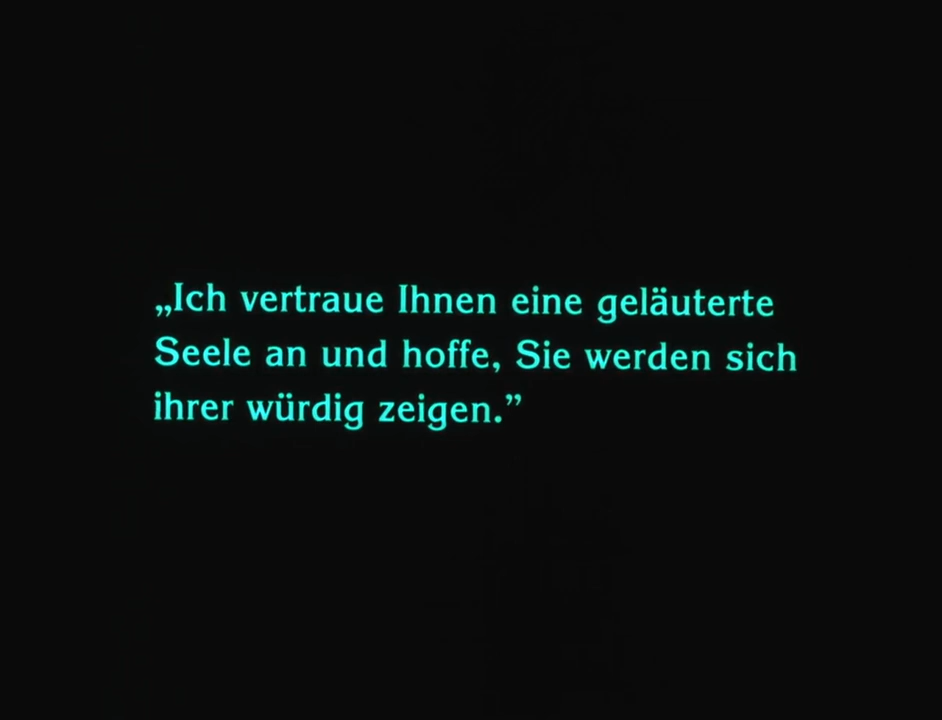 „Ich vertraue Ihnen eine geläuterte
Seele an und hoffe, Sie werden sich
ihrer würdig zeigen.”